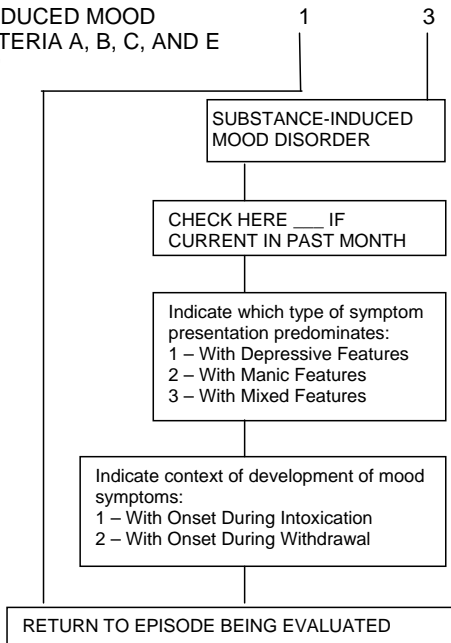 DUCED MOOD 1 3
TERIA A, B, C, AND E
SUBSTANCE-INDUCED
MOOD DISORDER
CHECK HERE ___ IF
CURRENT IN PAST MONTH
Indicate which type of symptom
presentation predominates:
1 – With Depressive Features
2 – With Manic Features
3 – With Mixed Features
Indicate context of development of mood
symptoms:
1 – With Onset During Intoxication
2 – With Onset During Withdrawal
RETURN TO EPISODE BEING EVALUATED